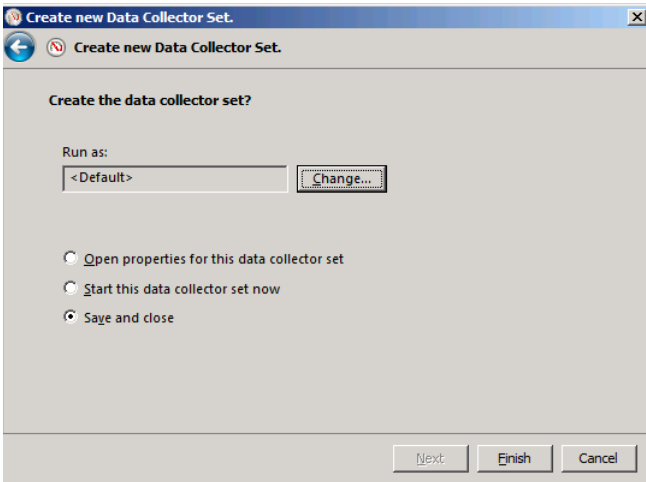 Create new Data Collector Set.
Create new Data Collector Set.
Create the data collector set?
Run as:
<Default>
Change...
Open properties for this data collector set
Start this data collector set now
Save and close
Next
Finish
Cancel